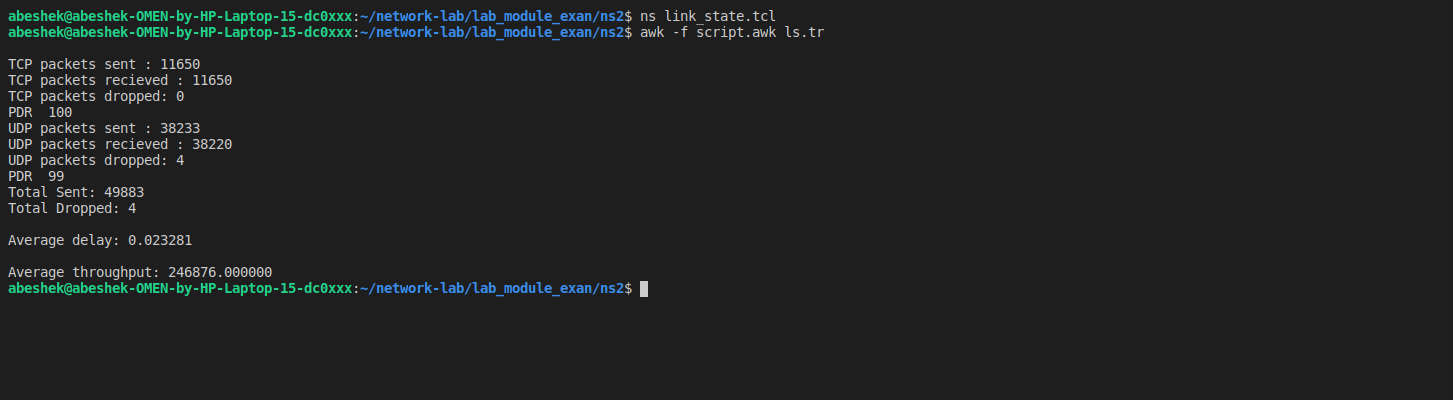 abeshek@abeshek-OMEN-by-HP-Laptop-15-dc0xxx:~/network-lab/lab_module_exan/ns2$ ns link_state.tcl
abeshek@abeshek-OMEN-by-HP-Laptop-15-dc0xxx:~/network-lab/lab_module_exan/ns2$ awk -f script.awk ls.tr
TCP packets sent : 11650
TCP packets recieved : 11650
TCP packets dropped: 0
PDR  100
UDP packets sent : 38233
UDP packets recieved : 38220
UDP packets dropped: 4
PDR  99
Total Sent: 49883
Total Dropped: 4
Average delay: 0.023281
Average throughput: 246876.000000
abeshek@abeshek-OMEN-by-HP-Laptop-15-dc0xxx:~/network-lab/lab_module_exan/ns2$